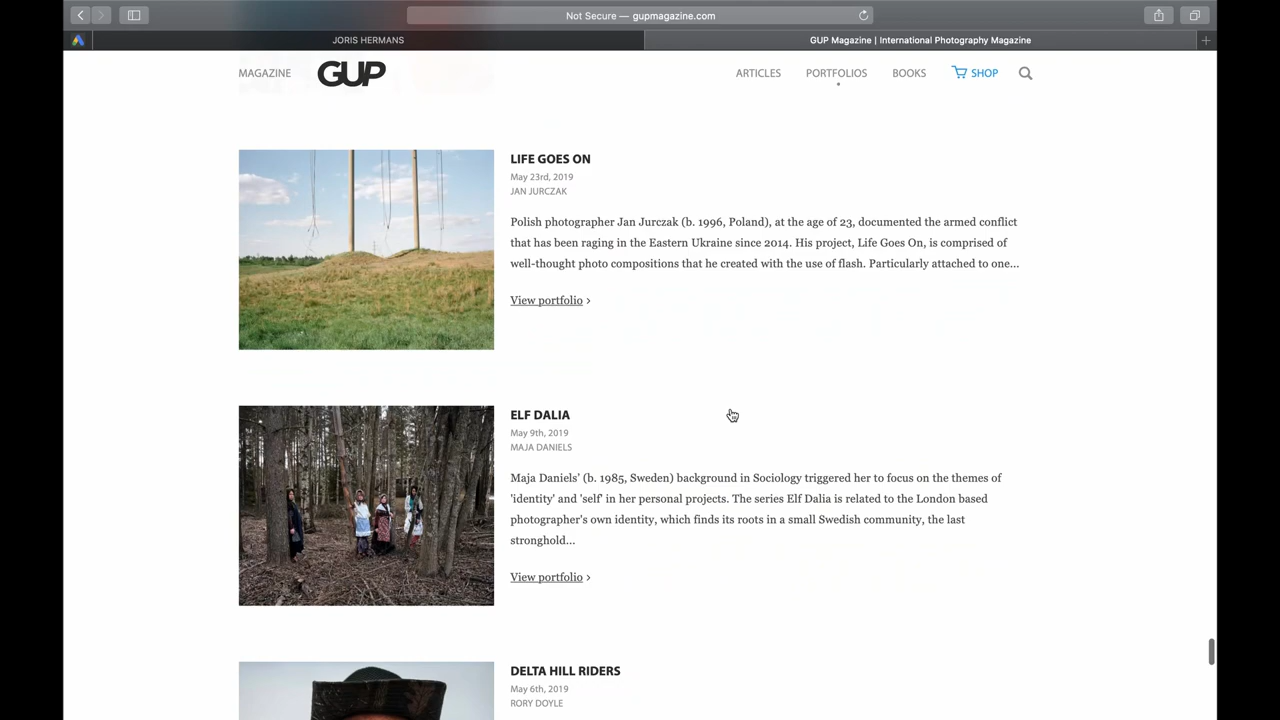 Not Secure — gupmagazine.com
JORIS HERMANS
GUP Magazine | International Photography Magazine
MAGAZINE
GUP
ARTICLES
PORTFOLIOS
BOOKS
SHOP
LIFE GOES ON
May 23rd, 2019
JAN JURCZAK
Polish photographer Jan Jurczak (b. 1996, Poland), at the age of 23, documented the armed conflict
that has been raging in the Eastern Ukraine since 2014. His project, Life Goes On, is comprised of
well-thought photo compositions that he created with the use of flash. Particularly attached to one...
View portfolio ›
ELF DALIA
May 9th, 2019
MAJA DANIELS
Maja Daniels' (b. 1985, Sweden) background in Sociology triggered her to focus on the themes of
'identity' and 'self' in her personal projects. The series Elf Dalia is related to the London based
photographer's own identity, which finds its roots in a small Swedish community, the last
stronghold...
View portfolio ›
DELTA HILL RIDERS
May 6th, 2019
RORY DOYLE